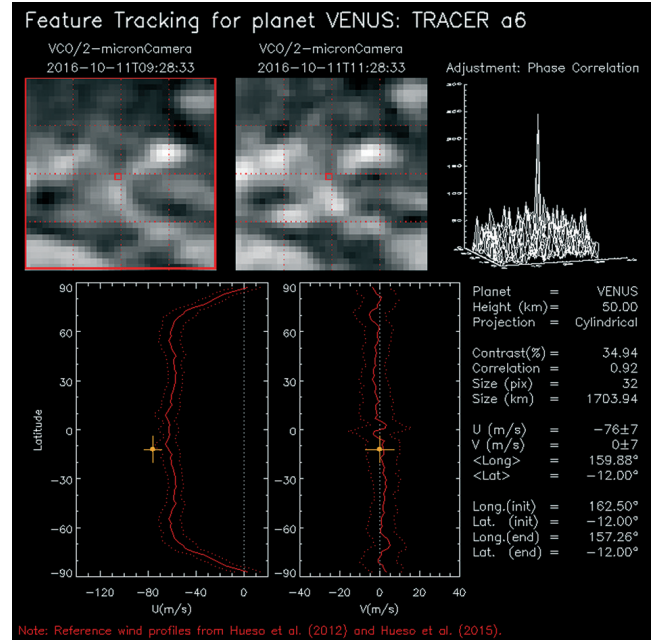 Feature Tracking for planet VENUS: TRACER a6
VCO/2-micronCamera
2016-10-11T09:28:33
VCO/2-micronCamera
2016-10-11T11:28:33
Adjustment: Phase Correlation
90
60
30
0
-30
-60
-90
Latitude
-120 -80 -40 0
U(m/s)
90
60
30
0
-30
-60
-90
-40 -20 0 20 40
V(m/s)
Planet = VENUS
Height (km)= 50.00
Projection = Cylindrical
Contrast(%)= 34.94
Correlation = 0.92
Size (pix) = 32
Size (km) = 1703.94
U (m/s) = -76±7
V (m/s) = 0±7
<Long> = 159.88°
<Lat> = -12.00°
Long.(init) = 162.50°
Lat. (init) = -12.00°
Long.(end) = 157.26°
Lat. (end) = -12.00°
Note: Reference wind profiles from Hueso et al. (2012) and Hueso et al. (2015).